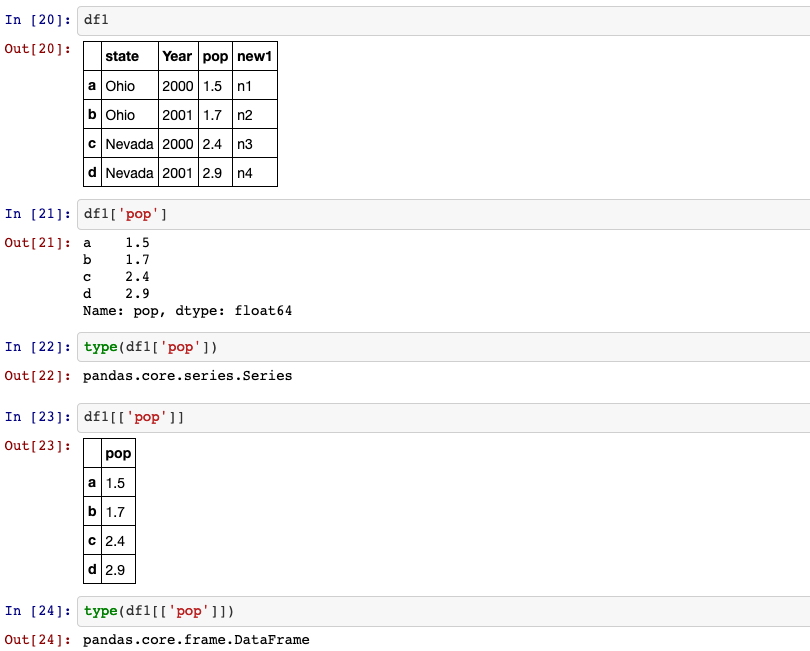 In [20]: df1
Out[20]:
state Year pop new1
a Ohio 2000 1.5 n1
b Ohio 2001 1.7 n2
c Nevada 2000 2.4 n3
d Nevada 2001 2.9 n4
In [21]: df1['pop']
Out[21]: a 1.5
b 1.7
c 2.4
d 2.9
Name: pop, dtype: float64
In [22]: type(df1['pop'])
Out[22]: pandas.core.series.Series
In [23]: df1[['pop']]
Out[23]:
pop
a 1.5
b 1.7
c 2.4
d 2.9
In [24]: type(df1[['pop']])
Out[24]: pandas.core.frame.DataFrame